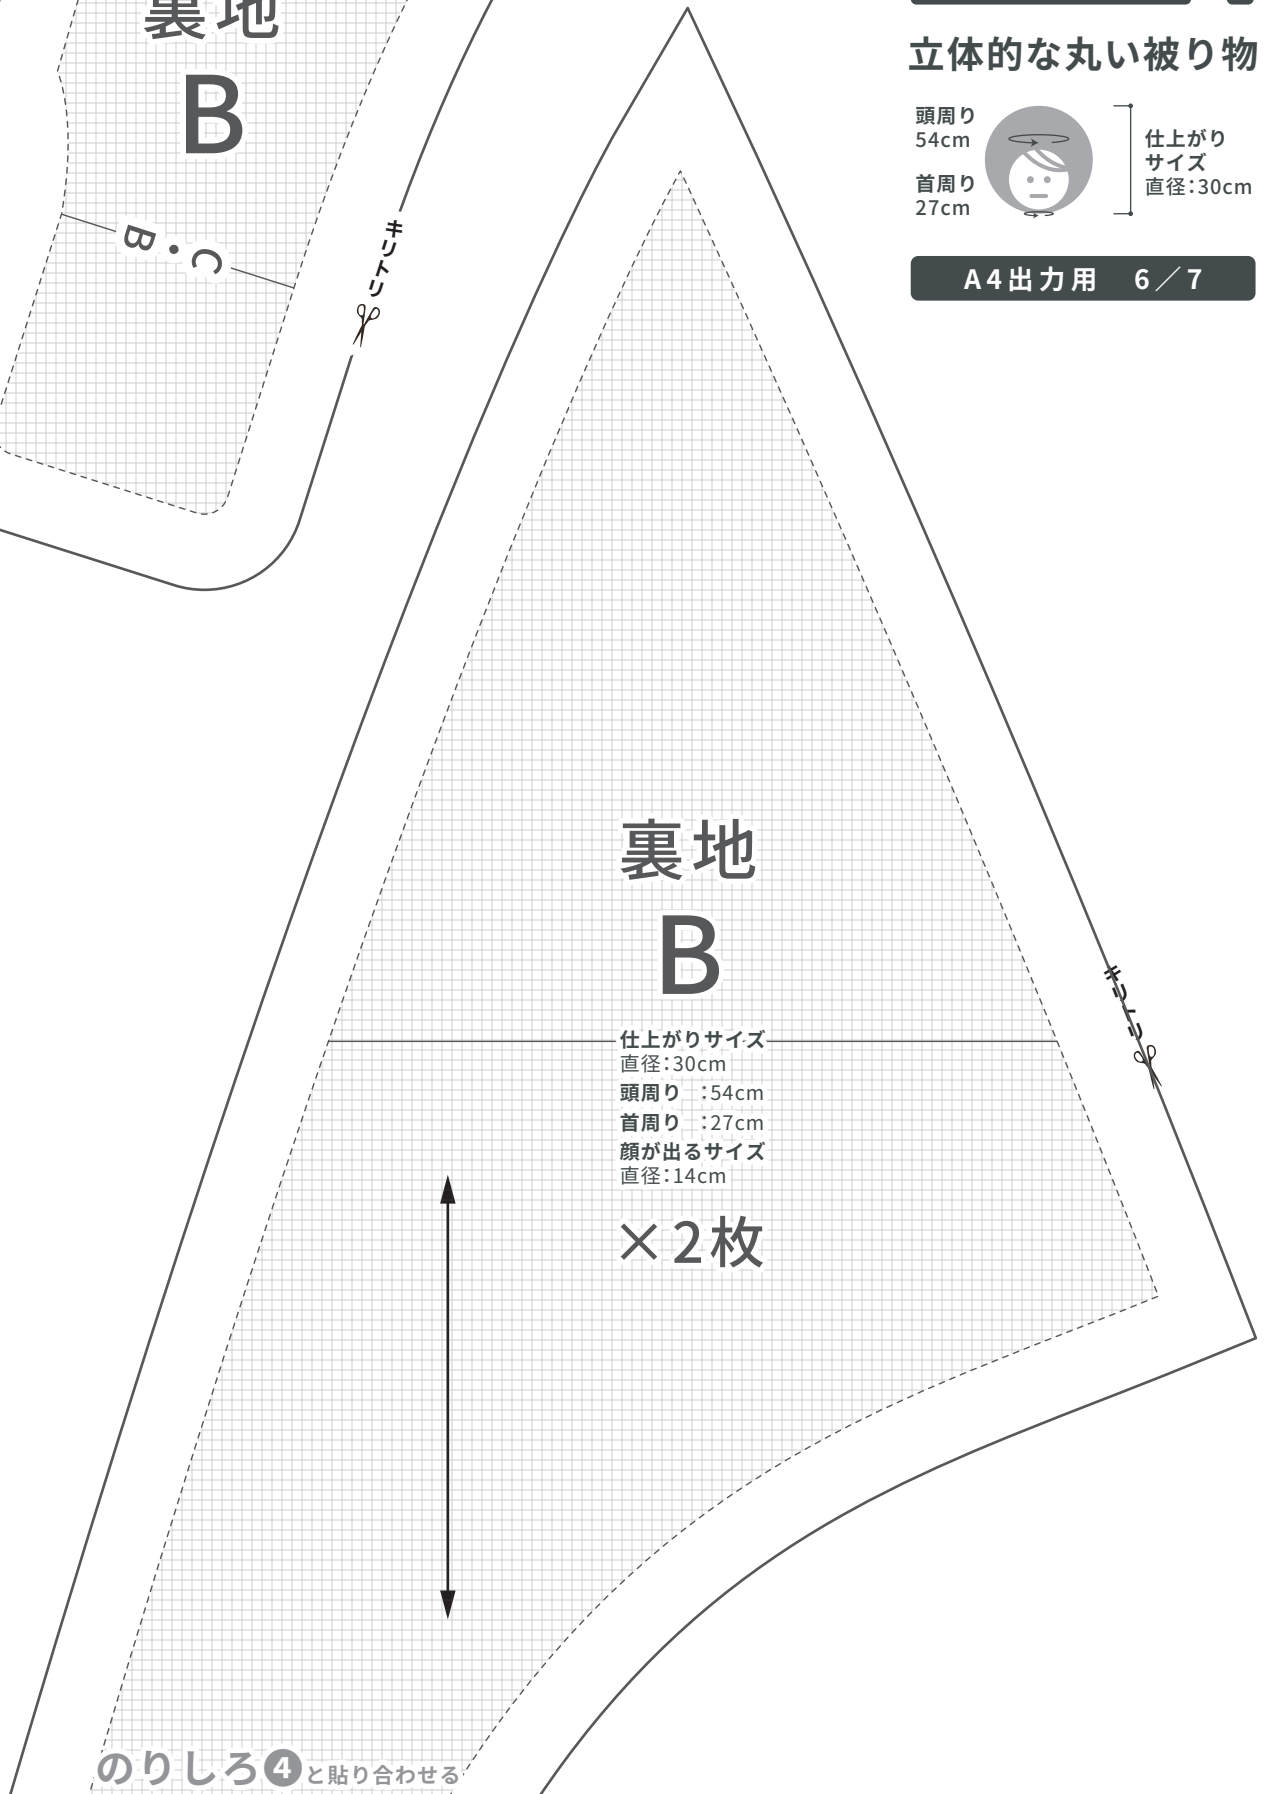 裏地
B
B・C
キリトリ
立体的な丸い被り物
頭周り
54cm
首周り
27cm
仕上がり
サイズ
直径:30cm
A4出力用 6/7
裏地
B
仕上がりサイズ
直径:30cm
頭周り :54cm
首周り :27cm
顔が出るサイズ
直径:14cm
×2枚
キリトリ
のりしろ4と貼り合わせる